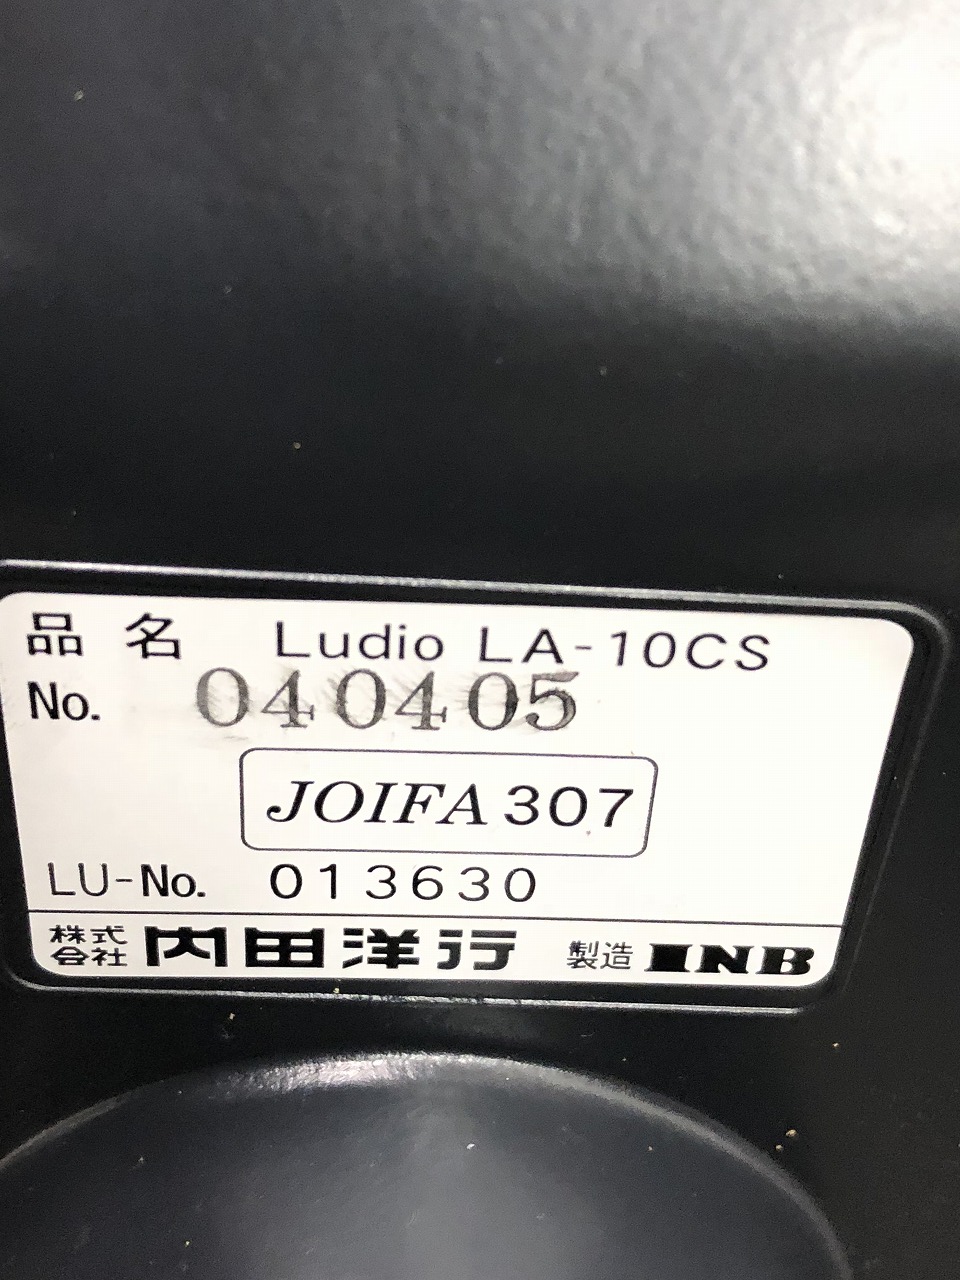 品 名 Ludio LA-10CS
No. 040405
JOIFA 307
LU-No. 013630
株式会社 内田洋行 製造 INB